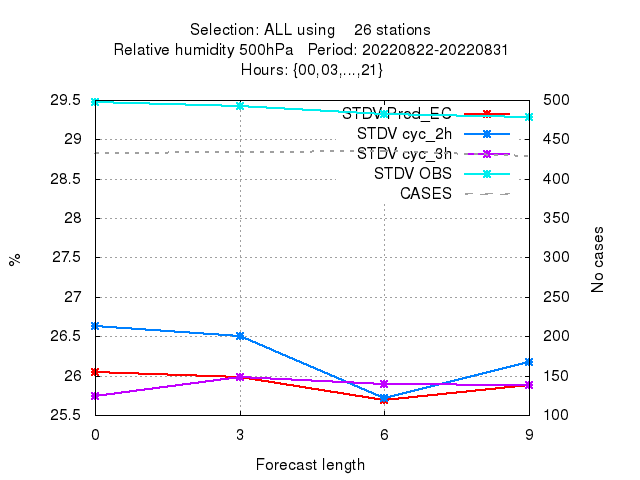 Selection: ALL using 26 stations
Relative humidity 500hPa Period: 20220822-20220831
Hours: {00,03,...,21}
STDV Prod_EC
STDV cyc_2h
STDV cyc_3h
STDV OBS
CASES
29.5
29
28.5
28
27.5
27
26.5
26
25.5
500
450
400
350
300
250
200
150
100
%
No cases
0 3 6 9
Forecast length